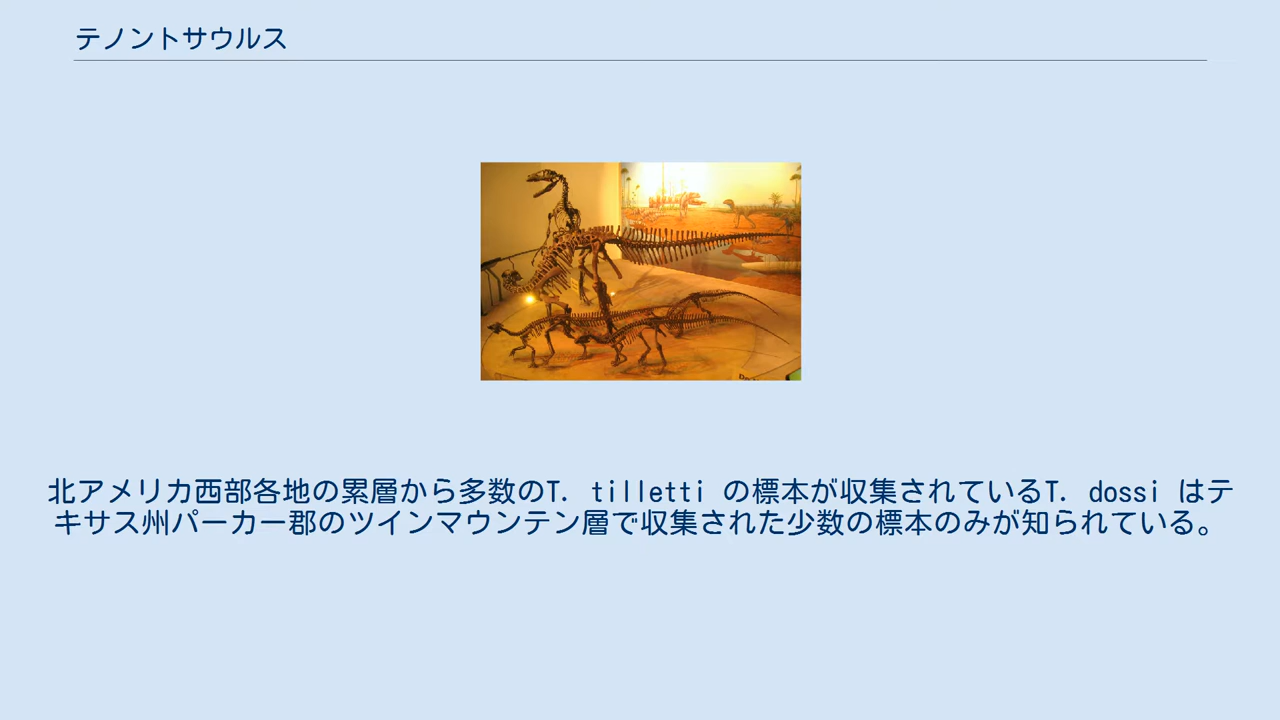 テノントサウルス
北アメリカ西部各地の累層から多数のT. tilletti の標本が収集されているT. dossi はテ
キサス州パーカー郡のツインマウンテン層で収集された少数の標本のみが知られている。